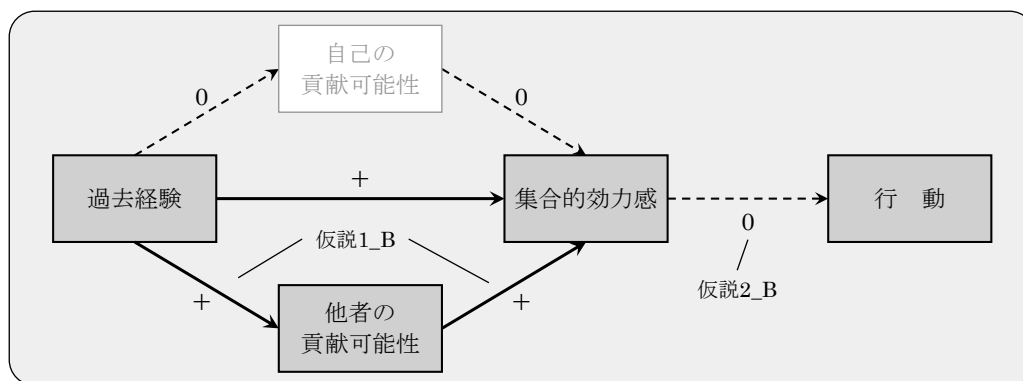 自己の
貢献可能性
0
0
過去経験
+
集合的効力感
行　動
0
仮説1_B
仮説2_B
+
+
他者の
貢献可能性